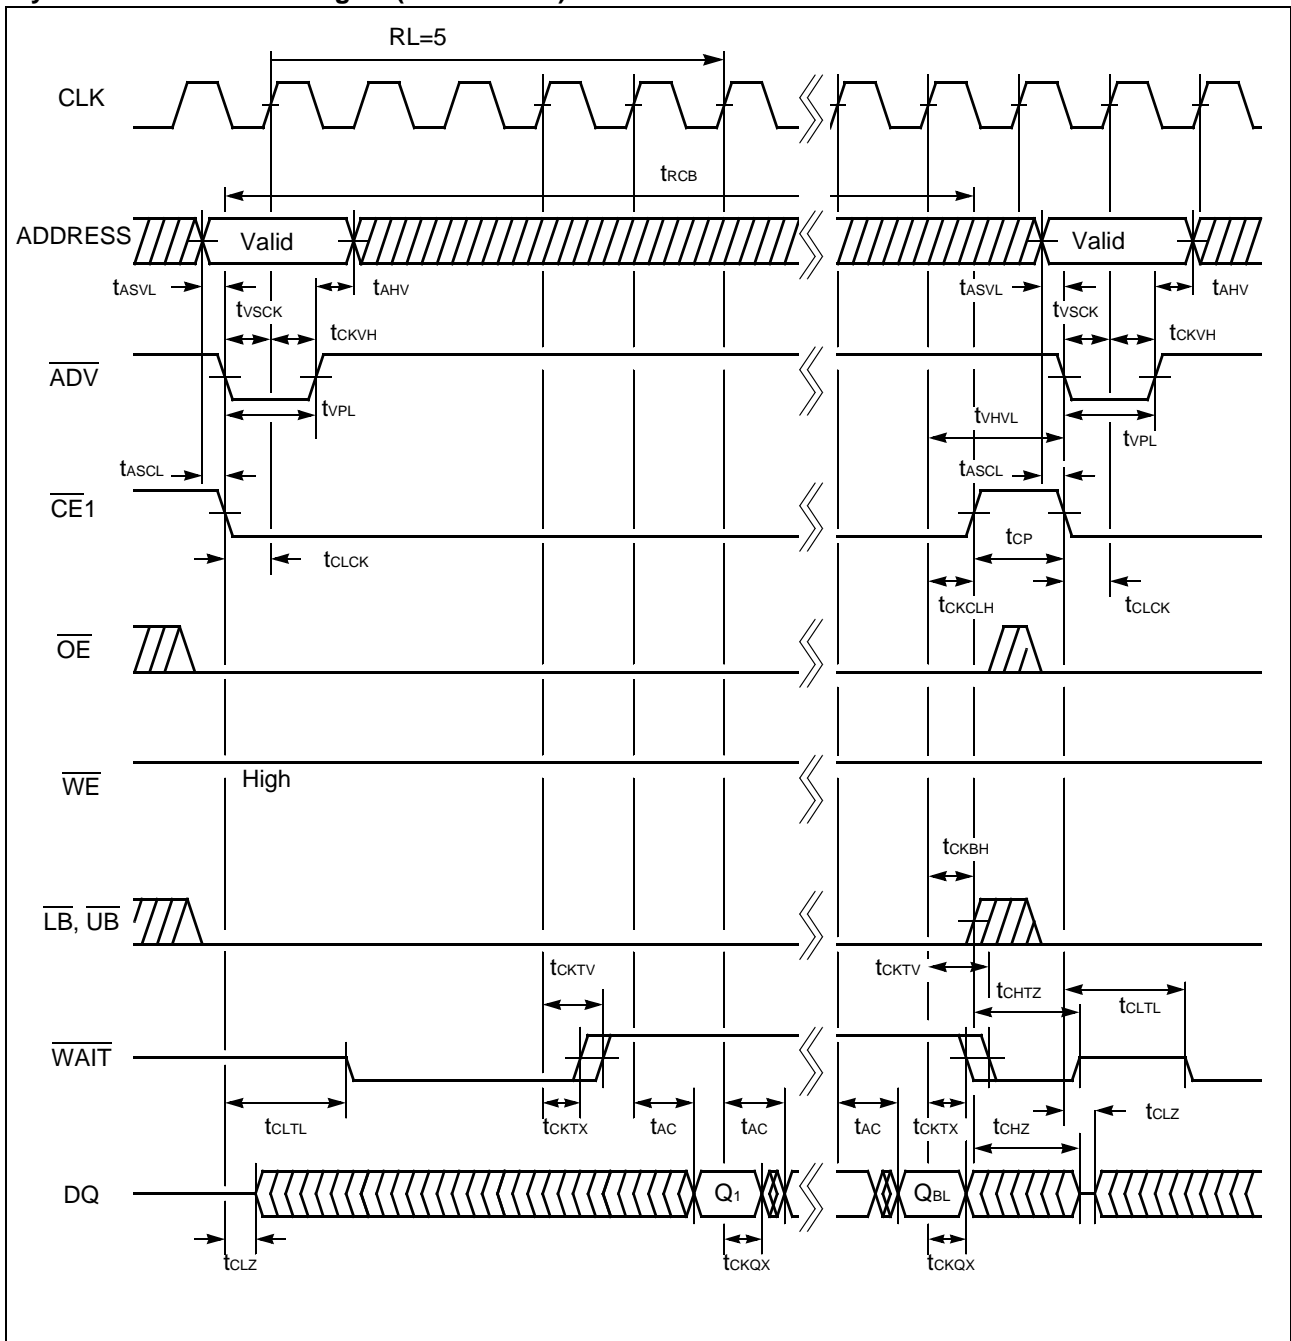 RL=5
CLK
tRCB
ADDRESS
Valid
Valid
tASVL
tAHV
tASVL
tAHV
tVSCK
tCKVH
tVSCK
tCKVH
ADV
tVPL
tVHVL
tVPL
tASCL
tASCL
CE1
tCP
tCLCK
tCKCLH
tCLCK
OE
WE
High
tCKBH
LB, UB
tCKTV
tCKTV
tCHTZ
tCLTL
WAIT
tCLTL
tCKTX
tAC
tAC
tAC
tCKTX
tCHZ
tCLZ
DQ
Q1
QBL
tCLZ
tCKQX
tCKQX